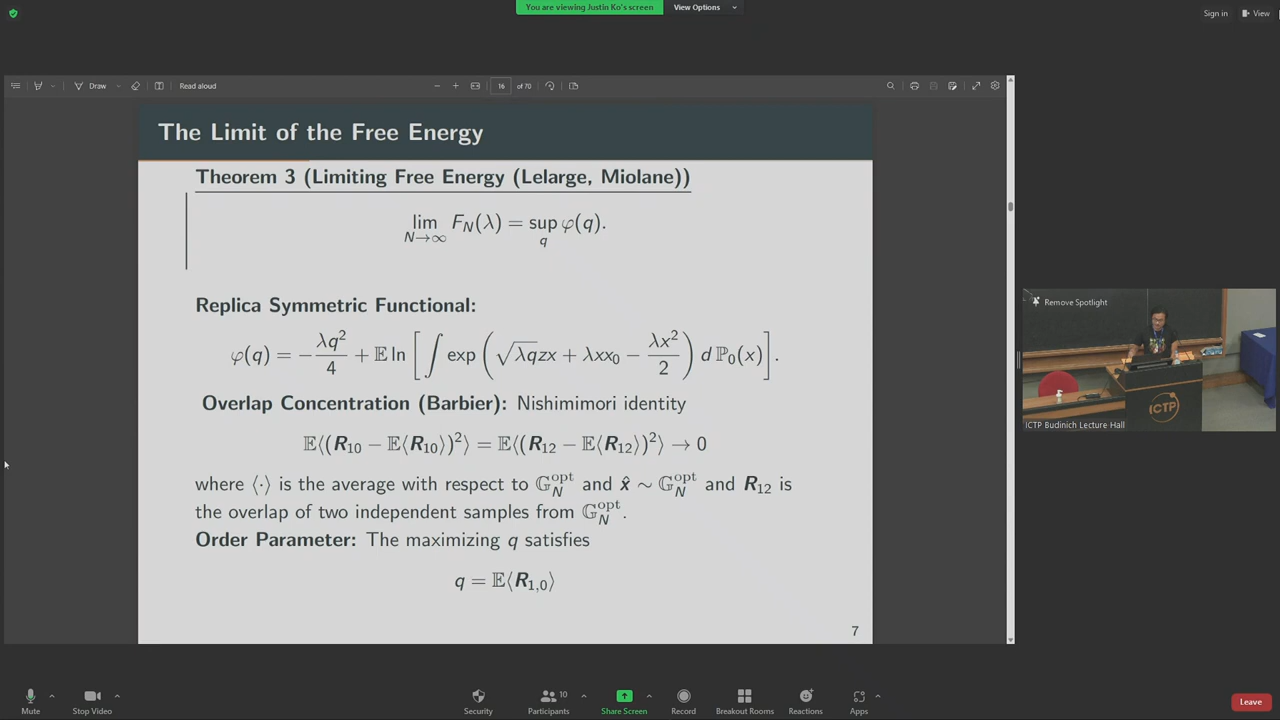 You are viewing Justin Ko's screen
View Options
Sign in
View
Draw
Read aloud
16
of 70
The Limit of the Free Energy
Theorem 3 (Limiting Free Energy (Lelarge, Miolane))
lim_{N→∞} F_N(λ) = sup_q φ(q).
Replica Symmetric Functional:
φ(q) = −λq²/4 + 𝔼 ln [ ∫ exp ( √λq zx + λxx₀ − λx²/2 ) d ℙ₀(x) ].
Overlap Concentration (Barbier): Nishimimori identity
𝔼⟨(R₁₀ − 𝔼⟨R₁₀⟩)²⟩ = 𝔼⟨(R₁₂ − 𝔼⟨R₁₂⟩)²⟩ → 0
where ⟨·⟩ is the average with respect to 𝔾_N^opt and x̂ ∼ 𝔾_N^opt and R₁₂ is
the overlap of two independent samples from 𝔾_N^opt.
Order Parameter: The maximizing q satisfies
q = 𝔼⟨R₁,₀⟩
7
Remove Spotlight
ICTP
ICTP Budinich Lecture Hall
Mute
Stop Video
Security
Participants
10
Share Screen
Record
Breakout Rooms
Reactions
Apps
Leave